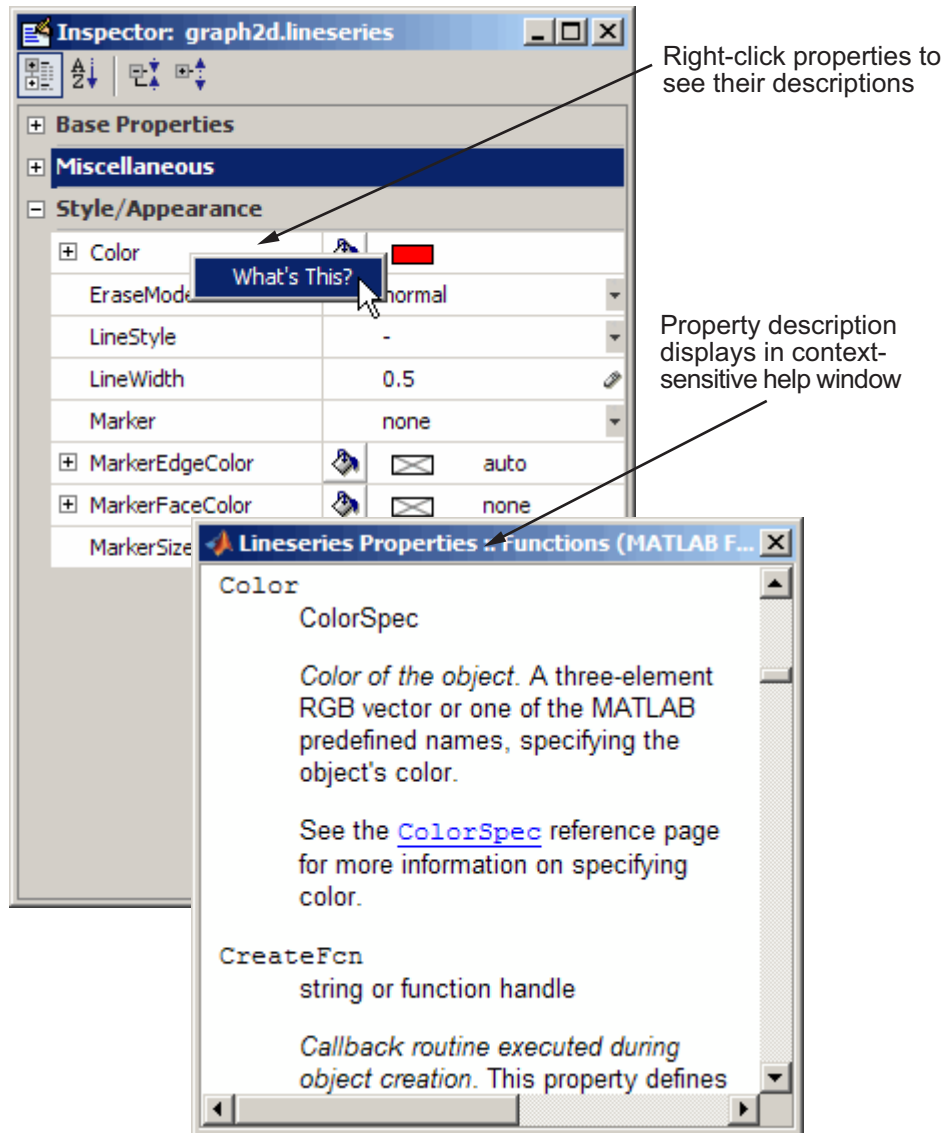 Inspector: graph2d.lineseries
Right-click properties to
see their descriptions
Base Properties
Miscellaneous
Style/Appearance
Color
What's This?
EraseMode normal
LineStyle -
LineWidth 0.5
Marker none
MarkerEdgeColor auto
MarkerFaceColor none
MarkerSize
Property description
displays in context-
sensitive help window
Lineseries Properties :: Functions (MATLAB F...
Color
ColorSpec
Color of the object. A three-element
RGB vector or one of the MATLAB
predefined names, specifying the
object's color.
See the ColorSpec reference page
for more information on specifying
color.
CreateFcn
string or function handle
Callback routine executed during
object creation. This property defines